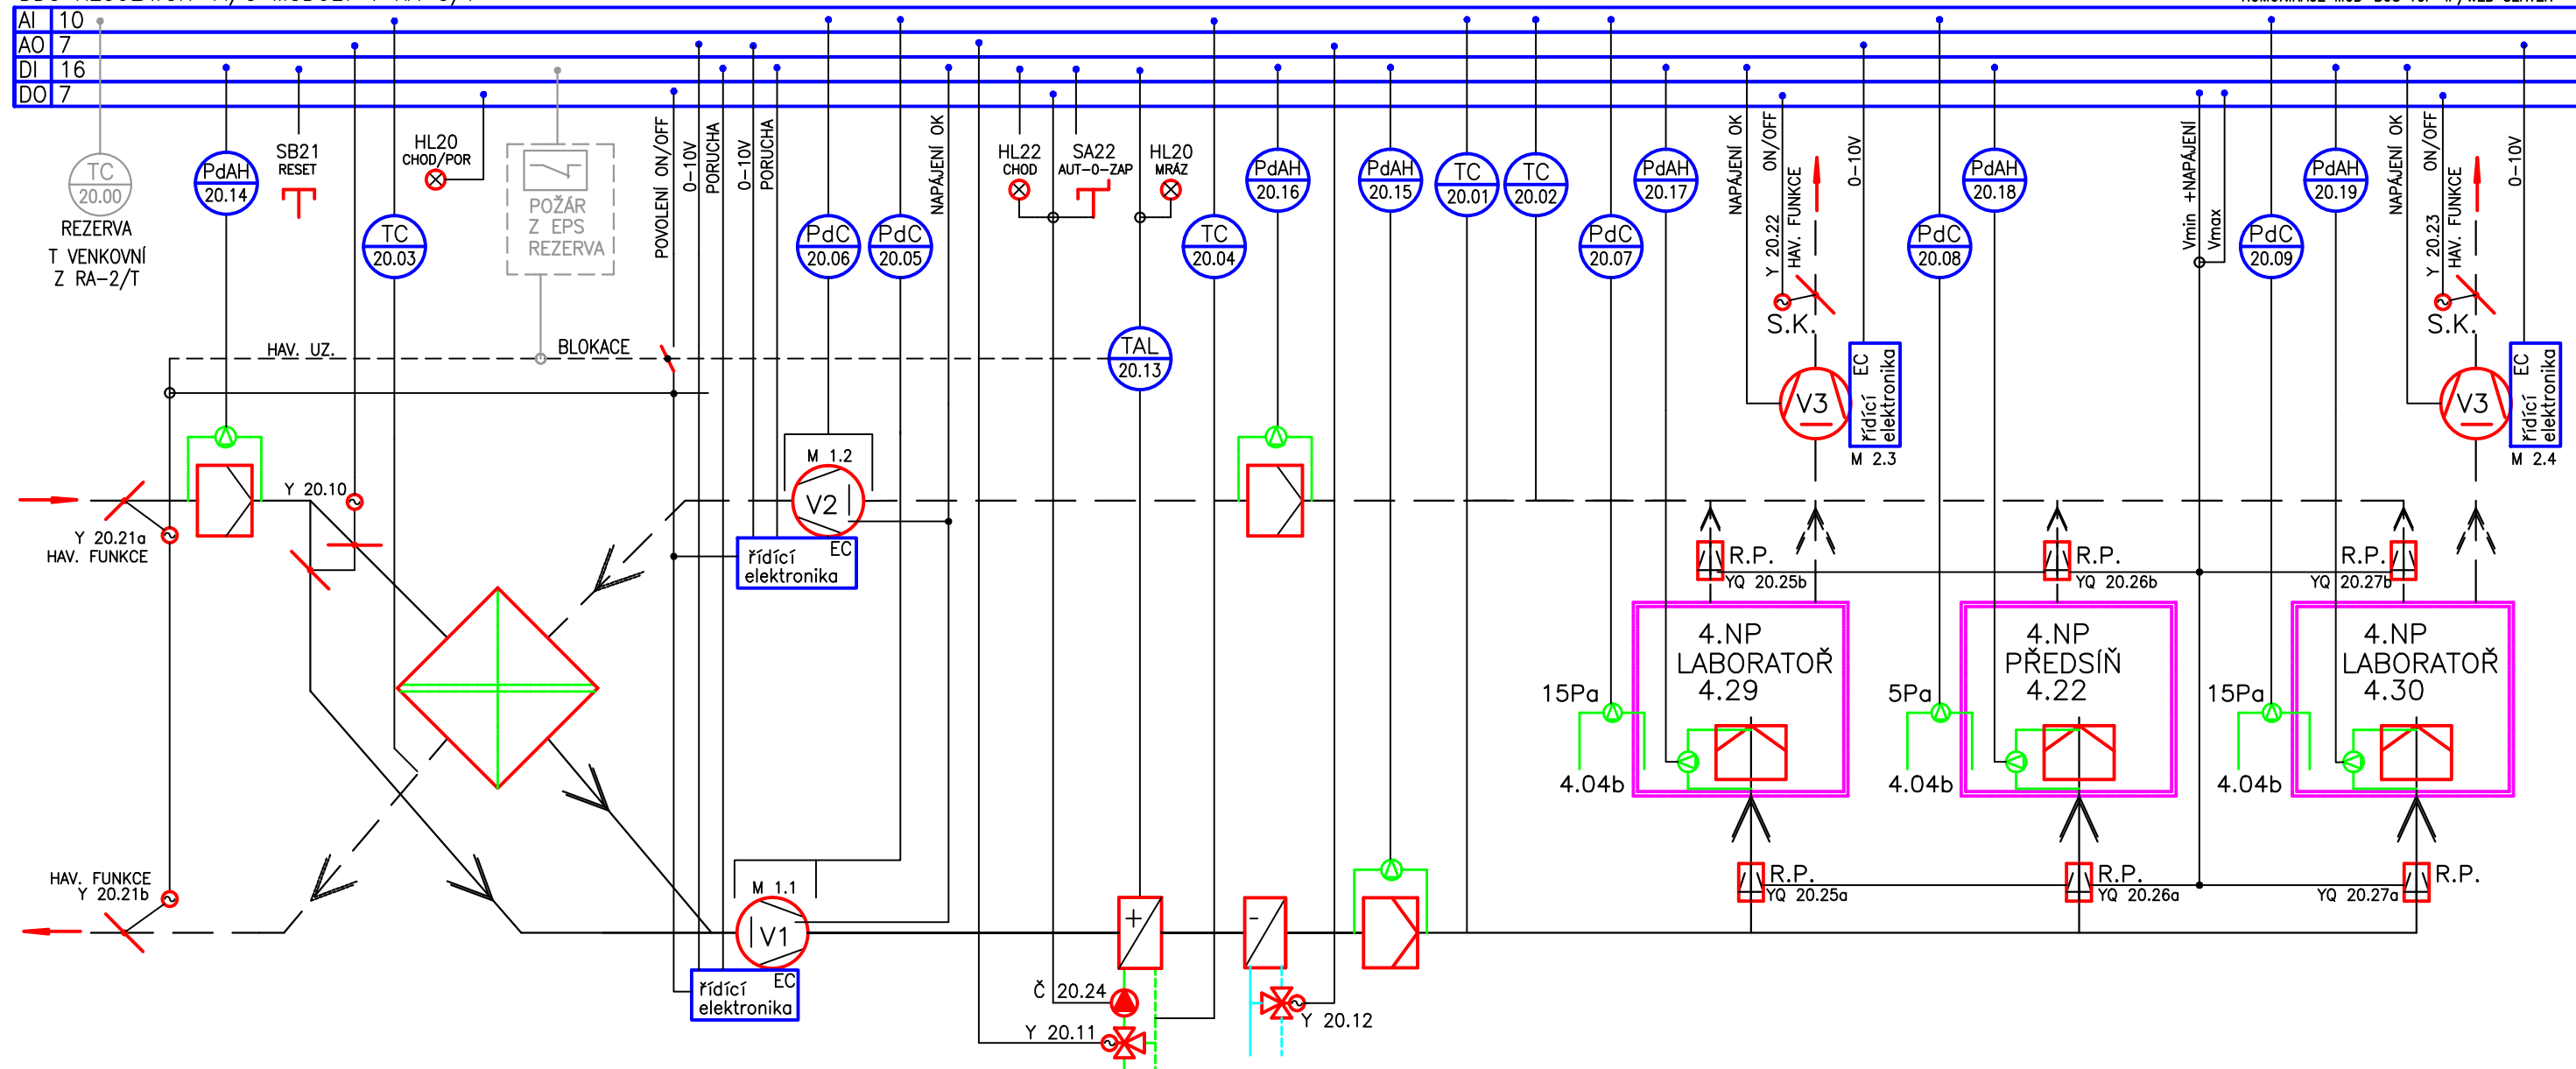 AI 10
AO 7
DI 16
DO 7
TC
20.00
REZERVA
T VENKOVNÍ
Z RA-2/T
PdAH
20.14
SB21
RESET
TC
20.03
HL20
CHOD/POR
POŽÁR
Z EPS
REZERVA
POVOLENÍ ON/OFF
0-10V
PORUCHA
0-10V
PORUCHA
PdC
20.06
PdC
20.05
NAPÁJENÍ OK
HL22
CHOD
SA22
AUT-0-ZAP
HL20
MRÁZ
TC
20.04
PdAH
20.16
PdAH
20.15
TC
20.01
TC
20.02
PdC
20.07
PdAH
20.17
NAPÁJENÍ OK
Y 20.22
ON/OFF
HAV. FUNKCE
0-10V
PdC
20.08
PdAH
20.18
Vmin +NAPÁJENÍ
Vmax
PdC
20.09
PdAH
20.19
NAPÁJENÍ OK
Y 20.23
ON/OFF
HAV. FUNKCE
0-10V
S.K.
S.K.
HAV. UZ.
BLOKACE
TAL
20.13
V3
EC
řídící
elektronika
M 2.3
V3
EC
řídící
elektronika
M 2.4
M 1.2
V2
EC
řídící
elektronika
Y 20.10
Y 20.21a
HAV. FUNKCE
R.P.
YQ 20.25b
R.P.
YQ 20.26b
R.P.
YQ 20.27b
4.NP
LABORATOŘ
4.29
4.NP
PŘEDSÍŇ
4.22
4.NP
LABORATOŘ
4.30
15Pa
4.04b
5Pa
4.04b
15Pa
4.04b
HAV. FUNKCE
Y 20.21b
M 1.1
V1
EC
řídící
elektronika
+
-
R.P.
YQ 20.25a
R.P.
YQ 20.26a
R.P.
YQ 20.27a
Č 20.24
Y 20.11
Y 20.12